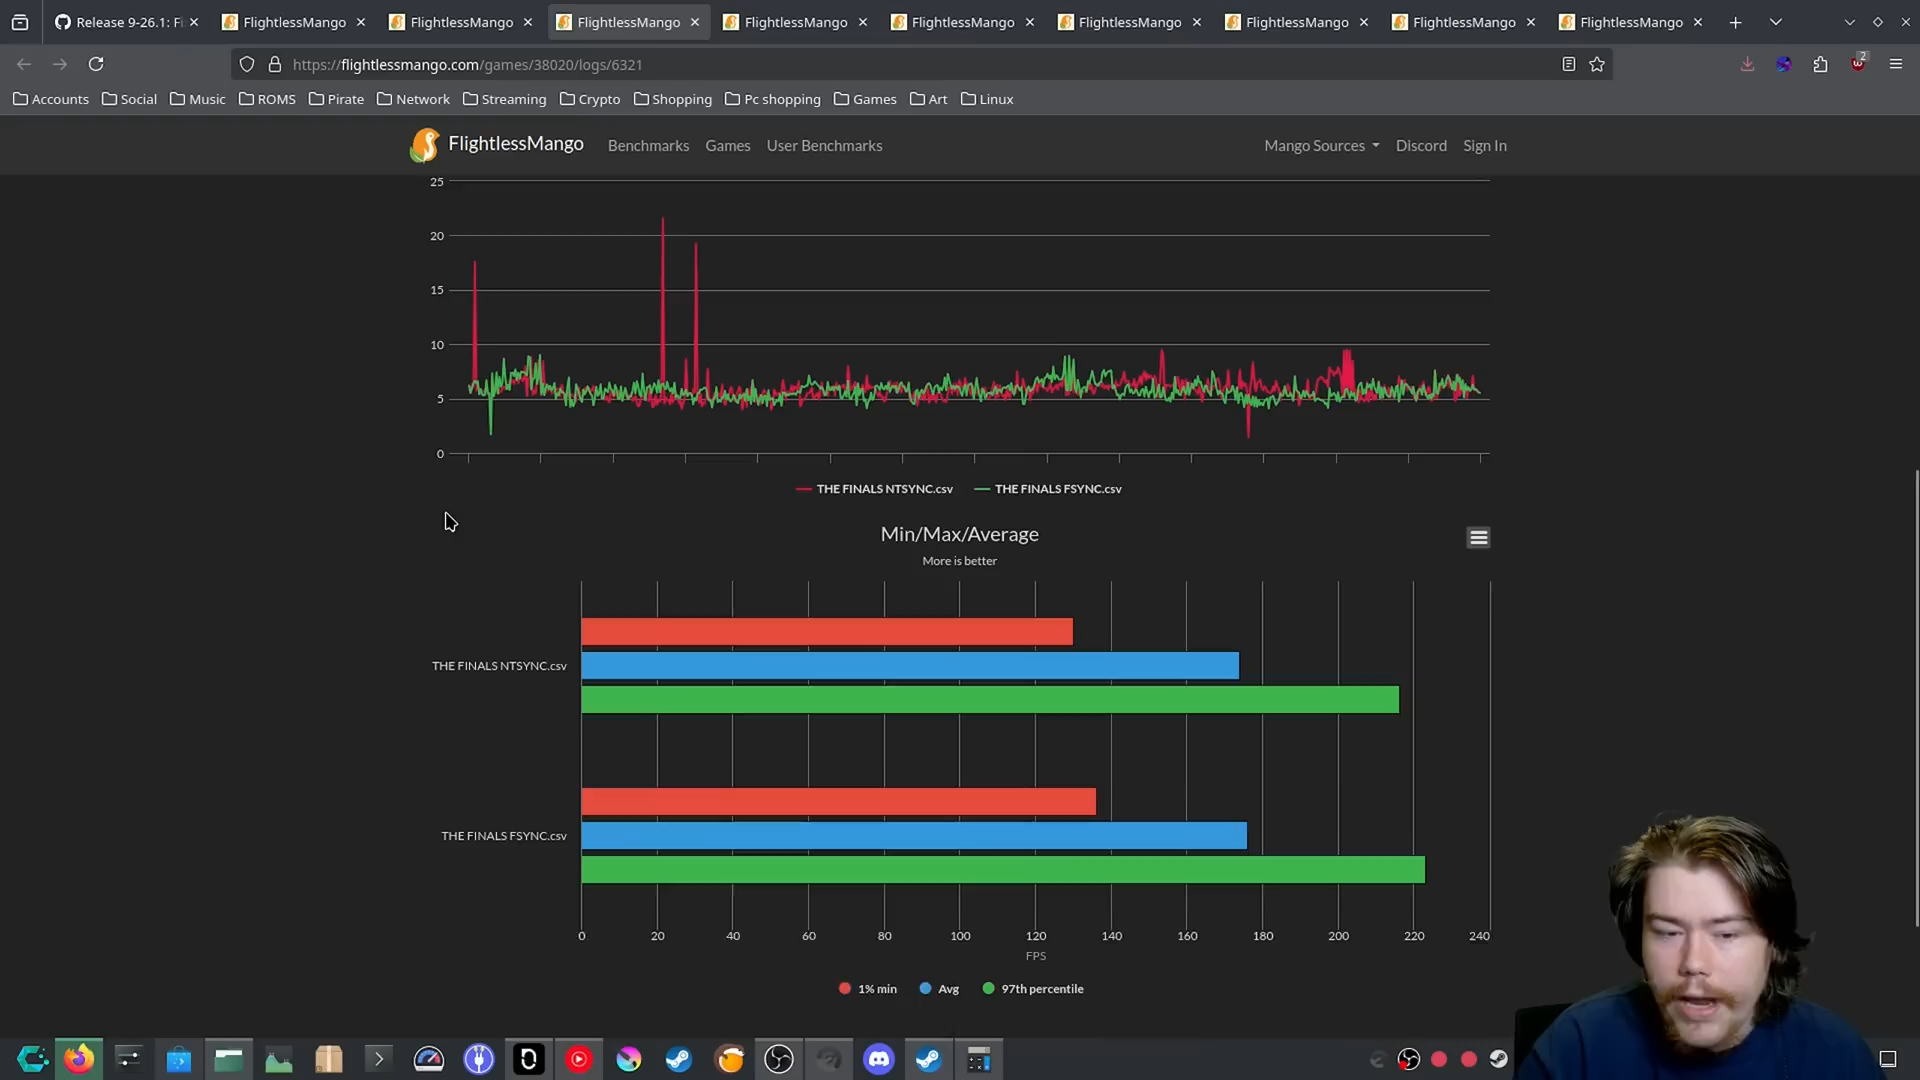 Release 9-26.1: Fi
FlightlessMango
FlightlessMango
FlightlessMango
FlightlessMango
FlightlessMango
FlightlessMango
FlightlessMango
FlightlessMango
FlightlessMango
https://flightlessmango.com/games/38020/logs/6321
2
Accounts
Social
Music
ROMS
Pirate
Network
Streaming
Crypto
Shopping
Pc shopping
Games
Art
Linux
FlightlessMango
Benchmarks
Games
User Benchmarks
Mango Sources
Discord
Sign In
25
20
15
10
5
0
THE FINALS NTSYNC.csv
THE FINALS FSYNC.csv
Min/Max/Average
More is better
THE FINALS NTSYNC.csv
THE FINALS FSYNC.csv
0 20 40 60 80 100 120 140 160 180 200 220 240
FPS
1% min
Avg
97th percentile